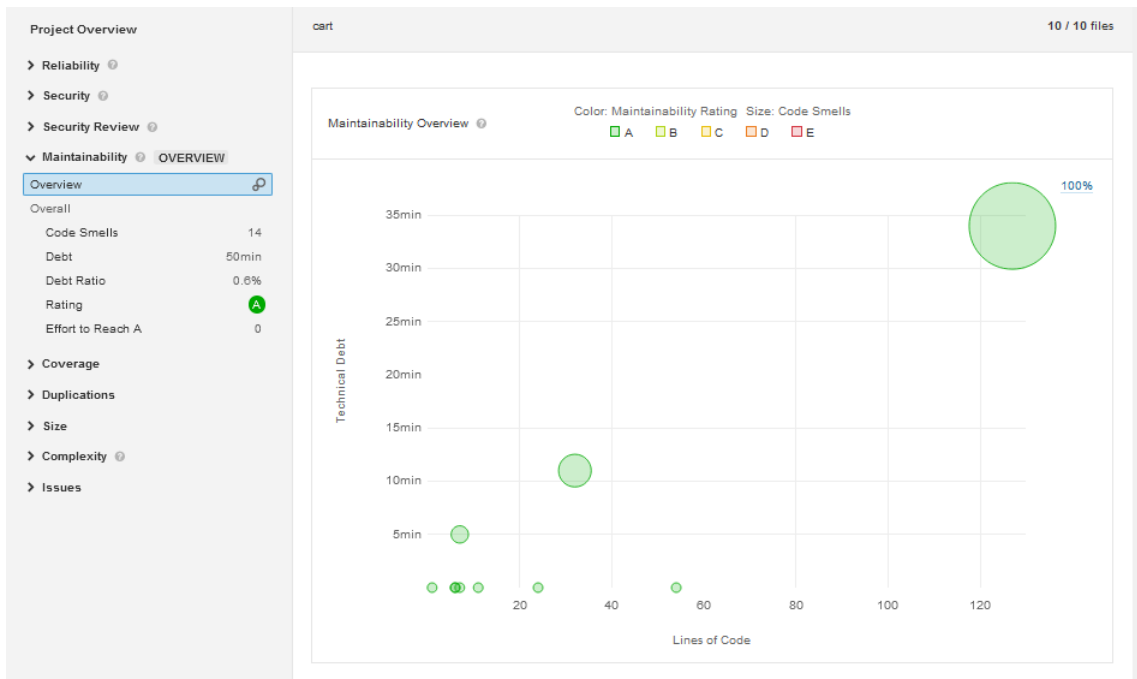 Project Overview
Reliability
Security
Security Review
Maintainability OVERVIEW
Overview
Overall
Code Smells 14
Debt 50min
Debt Ratio 0.6%
Rating A
Effort to Reach A 0
Coverage
Duplications
Size
Complexity
Issues
cart 10 / 10 files
Maintainability Overview
Color: Maintainability Rating Size: Code Smells
A B C D E
100%
Technical Debt
35min
30min
25min
20min
15min
10min
5min
20 40 60 80 100 120
Lines of Code